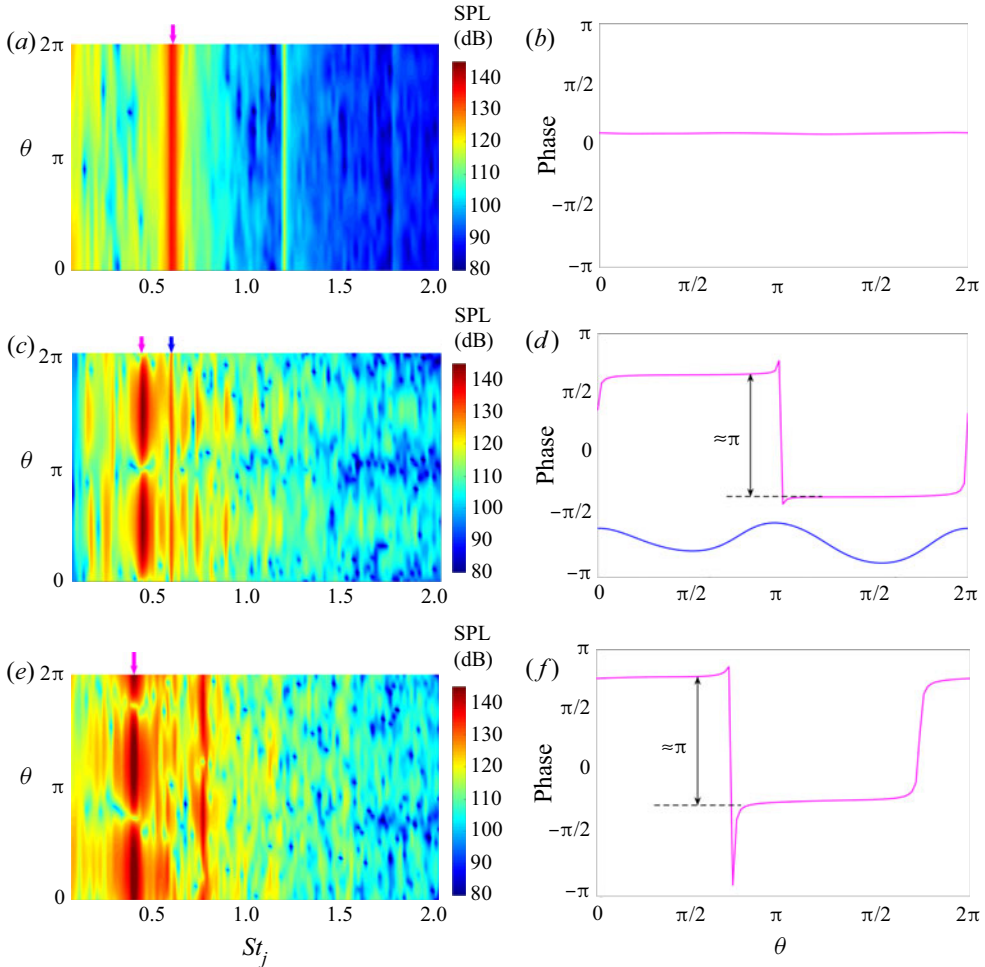 SPL
(dB)
(a)
2π
θ
π
0
0.5
1.0
1.5
2.0
140
130
120
110
100
90
80
(b)
Phase
π
π/2
0
−π/2
−π
0
π/2
π
π/2
2π
SPL
(dB)
(c)
2π
θ
π
0
0.5
1.0
1.5
2.0
140
130
120
110
100
90
80
(d)
Phase
π
π/2
0
−π/2
−π
≈π
0
π/2
π
π/2
2π
SPL
(dB)
(e)
2π
θ
π
0
0.5
1.0
1.5
2.0
St_j
140
130
120
110
100
90
80
(f)
Phase
π
π/2
0
−π/2
−π
≈π
0
π/2
π
π/2
2π
θ